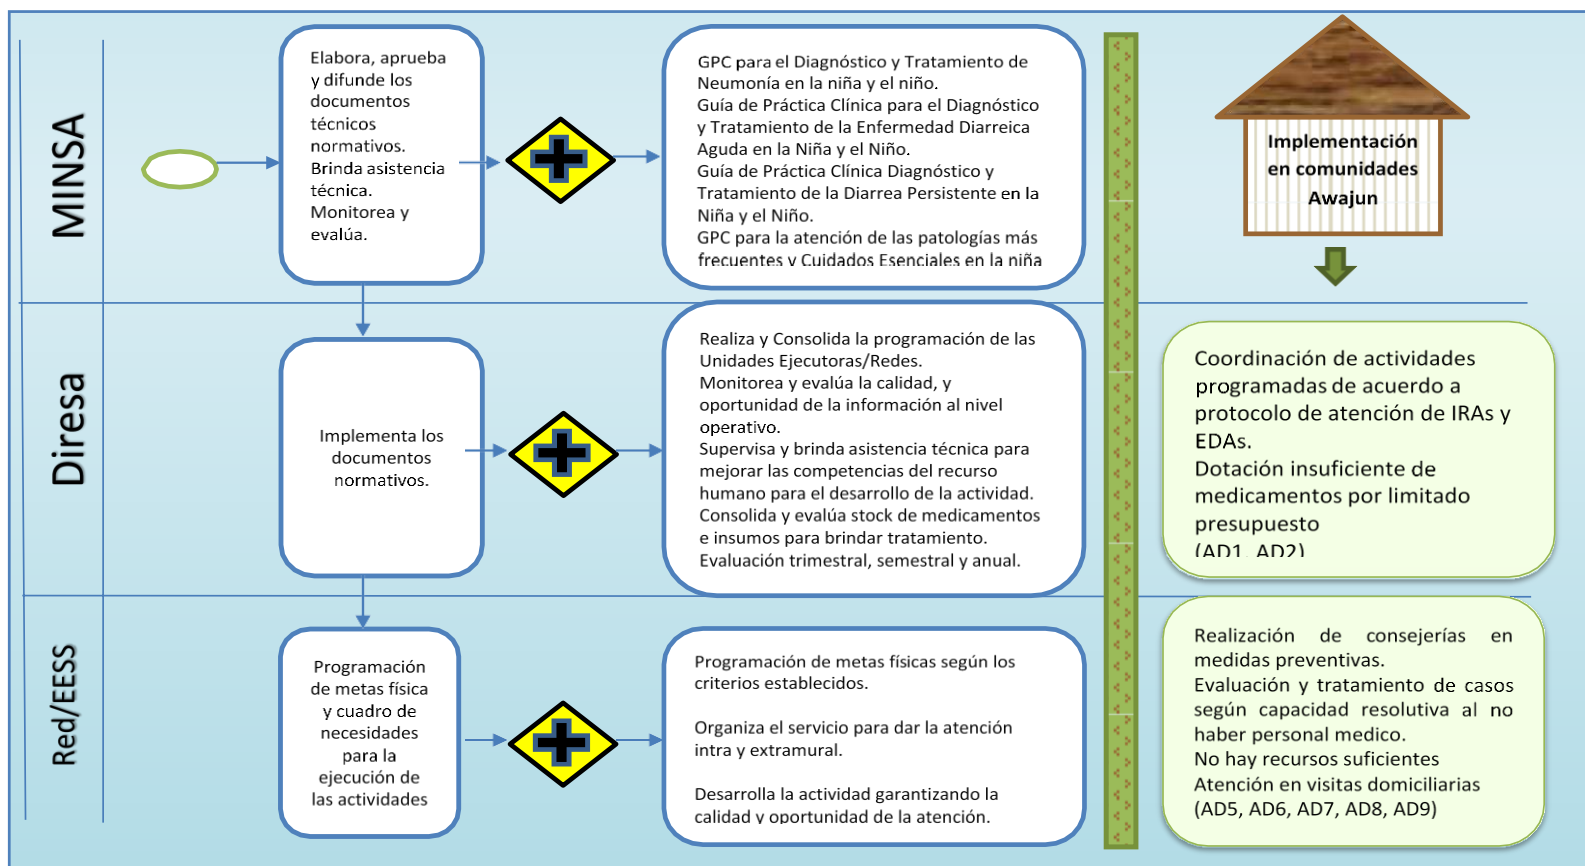 MINSA
Elabora, aprueba
y difunde los
documentos
técnicos
normativos.
Brinda asistencia
técnica.
Monitorea y
evalúa.
GPC para el Diagnóstico y Tratamiento de
Neumonía en la niña y el niño.
Guía de Práctica Clínica para el Diagnóstico
y Tratamiento de la Enfermedad Diarreica
Aguda en la Niña y el Niño.
Guía de Práctica Clínica Diagnóstico y
Tratamiento de la Diarrea Persistente en la
Niña y el Niño.
GPC para la atención de las patologías más
frecuentes y Cuidados Esenciales en la niña
Implementación
en comunidades
Awajun
Diresa
Implementa los
documentos
normativos.
Realiza y Consolida la programación de las
Unidades Ejecutoras/Redes.
Monitorea y evalúa la calidad, y
oportunidad de la información al nivel
operativo.
Supervisa y brinda asistencia técnica para
mejorar las competencias del recurso
humano para el desarrollo de la actividad.
Consolida y evalúa stock de medicamentos
e insumos para brindar tratamiento.
Evaluación trimestral, semestral y anual.
Coordinación de actividades
programadas de acuerdo a
protocolo de atención de IRAs y
EDAs.
Dotación insuficiente de
medicamentos por limitado
presupuesto
(AD1, AD2)
Red/EESS
Programación
de metas física
y cuadro de
necesidades
para la
ejecución de
las actividades
Programación de metas físicas según los
criterios establecidos.
Organiza el servicio para dar la atención
intra y extramural.
Desarrolla la actividad garantizando la
calidad y oportunidad de la atención.
Realización de consejerías en
medidas preventivas.
Evaluación y tratamiento de casos
según capacidad resolutiva al no
haber personal medico.
No hay recursos suficientes
Atención en visitas domiciliarias
(AD5, AD6, AD7, AD8, AD9)